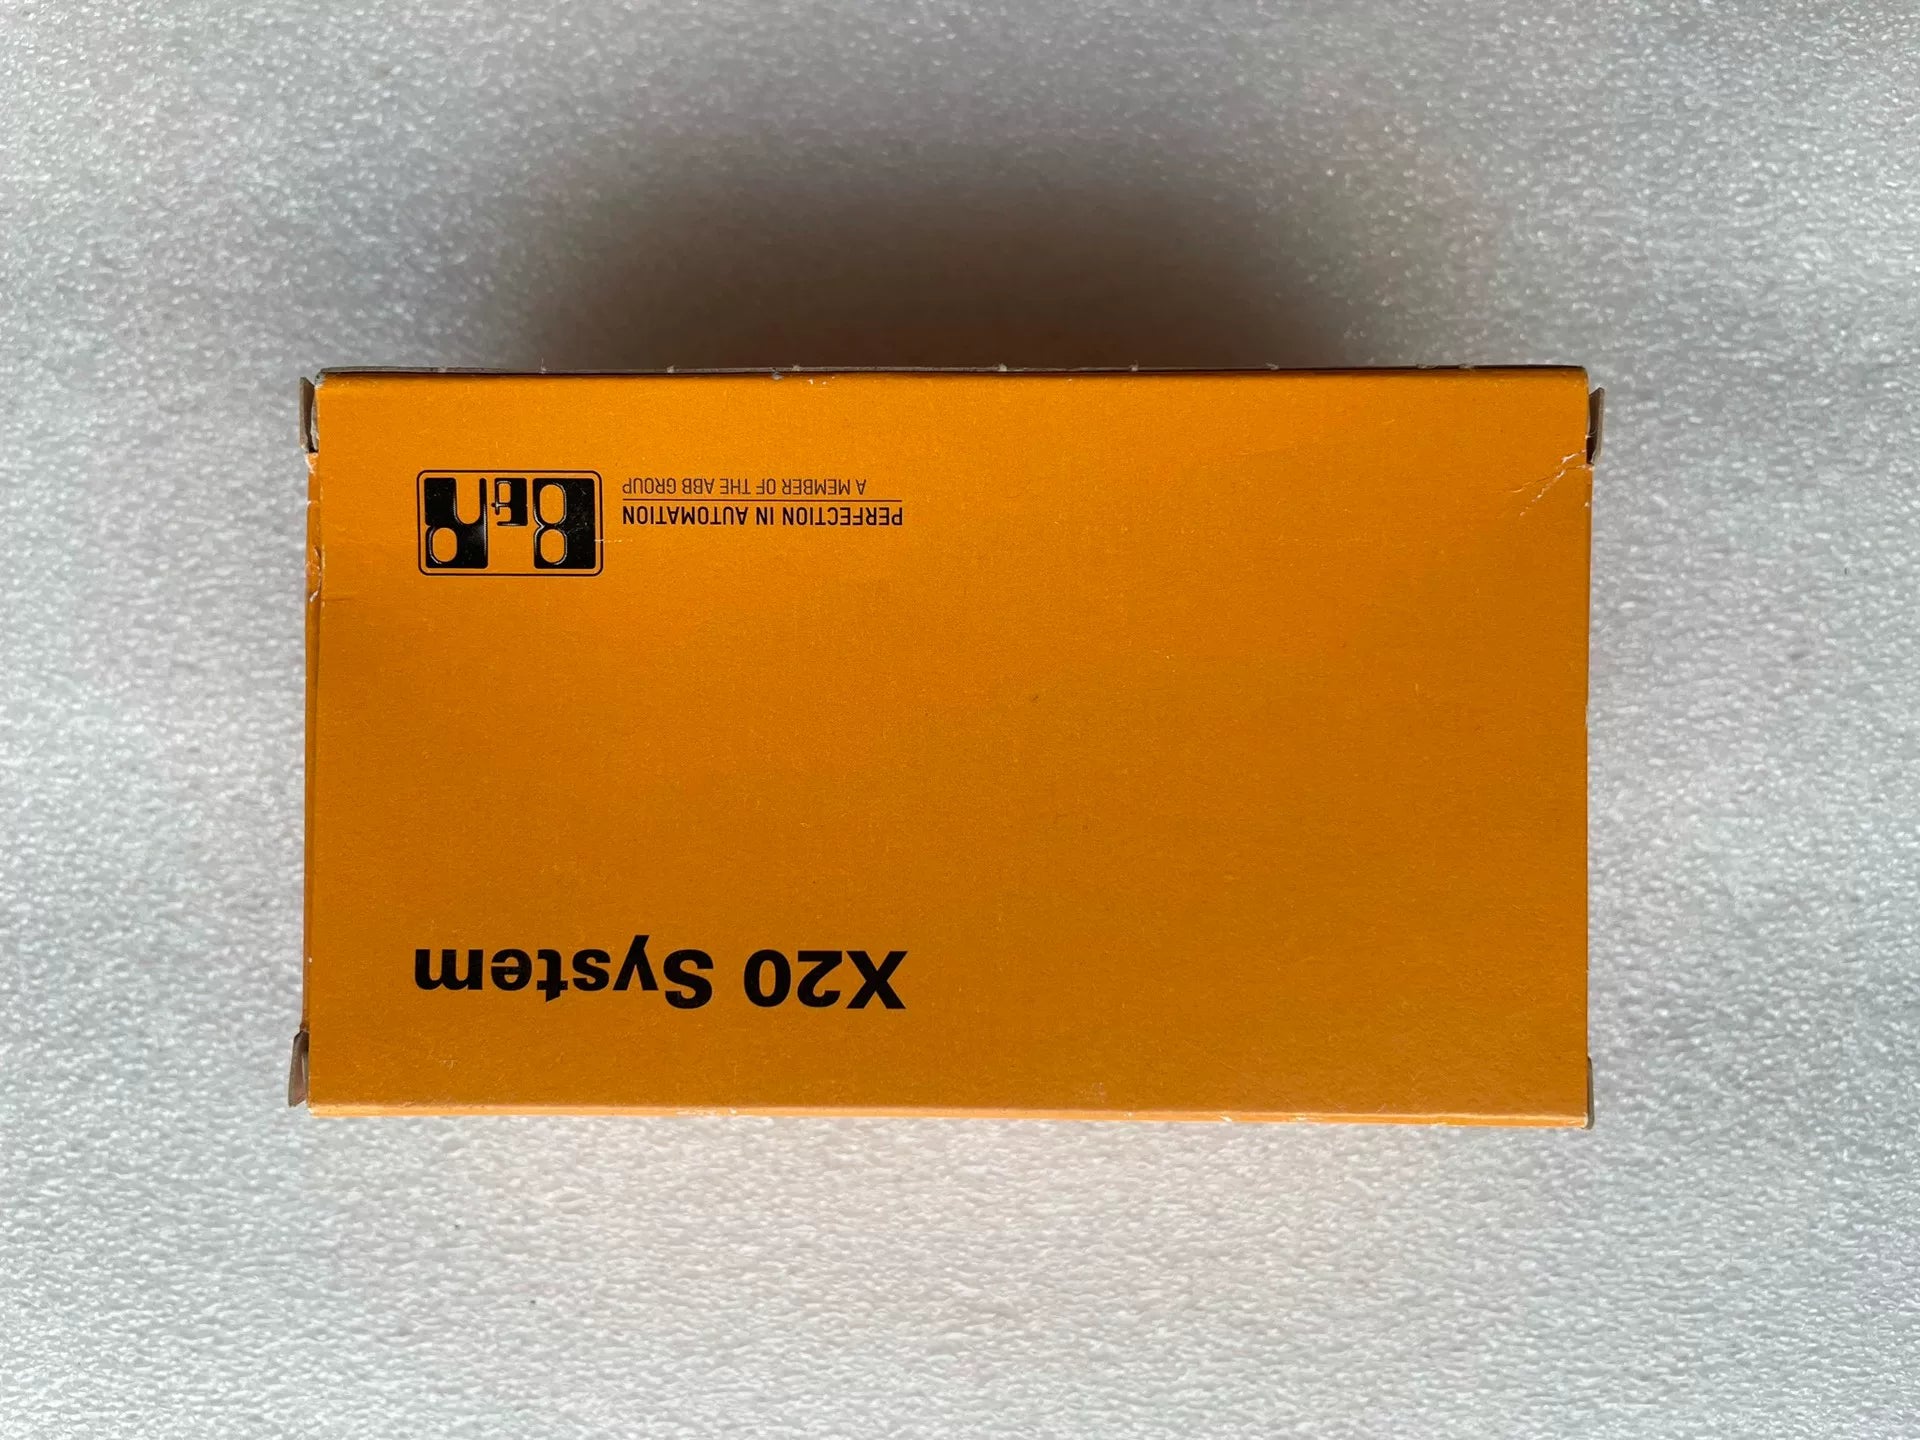 X20 System
PERFECTION IN AUTOMATION
A MEMBER OF THE ABB GROUP
B&R